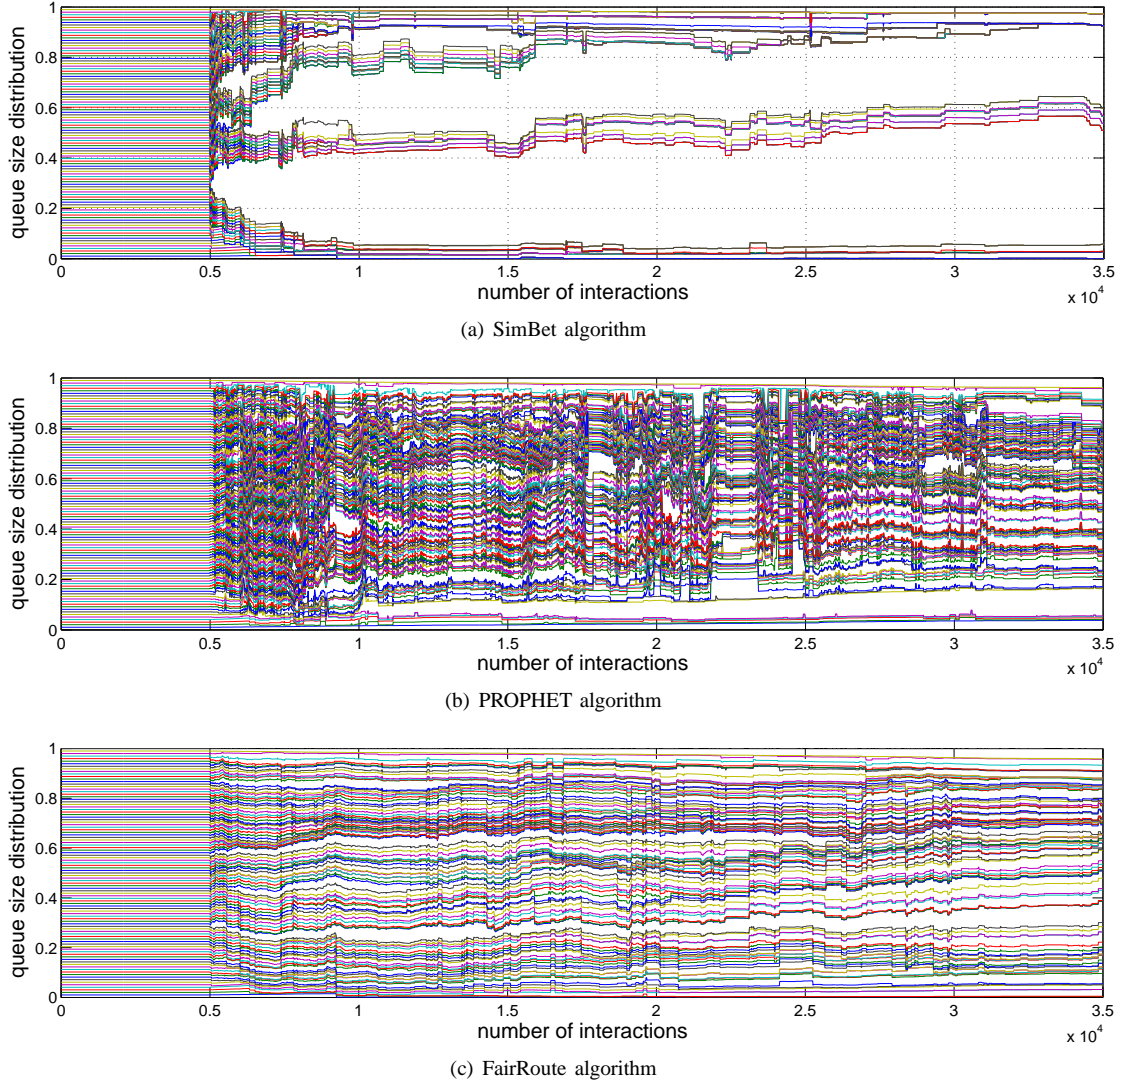 1
0.8
0.6
0.4
0.2
0
queue size distribution
0 0.5 1 1.5 2 2.5 3 3.5
number of interactions
x 10^4
(a) SimBet algorithm
1
0.8
0.6
0.4
0.2
0
queue size distribution
0 0.5 1 1.5 2 2.5 3 3.5
number of interactions
x 10^4
(b) PROPHET algorithm
1
0.8
0.6
0.4
0.2
0
queue size distribution
0 0.5 1 1.5 2 2.5 3 3.5
number of interactions
x 10^4
(c) FairRoute algorithm